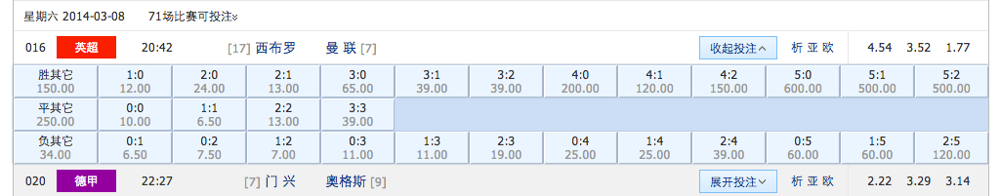 星期六 2014-03-08 71场比赛可投注
016 英超 20:42 [17] 西布罗 曼 联 [7] 收起投注 析 亚 欧 4.54 3.52 1.77
胜其它 1:0 2:0 2:1 3:0 3:1 3:2 4:0 4:1 4:2 5:0 5:1 5:2
150.00 12.00 24.00 13.00 65.00 39.00 39.00 200.00 120.00 150.00 600.00 500.00 500.00
平其它 0:0 1:1 2:2 3:3
250.00 10.00 6.50 13.00 39.00
负其它 0:1 0:2 1:2 0:3 1:3 2:3 0:4 1:4 2:4 0:5 1:5 2:5
34.00 6.50 7.50 7.00 11.00 11.00 19.00 25.00 25.00 39.00 60.00 60.00 120.00
020 德甲 22:27 [7] 门 兴 奥格斯 [9] 展开投注 析 亚 欧 2.22 3.29 3.14